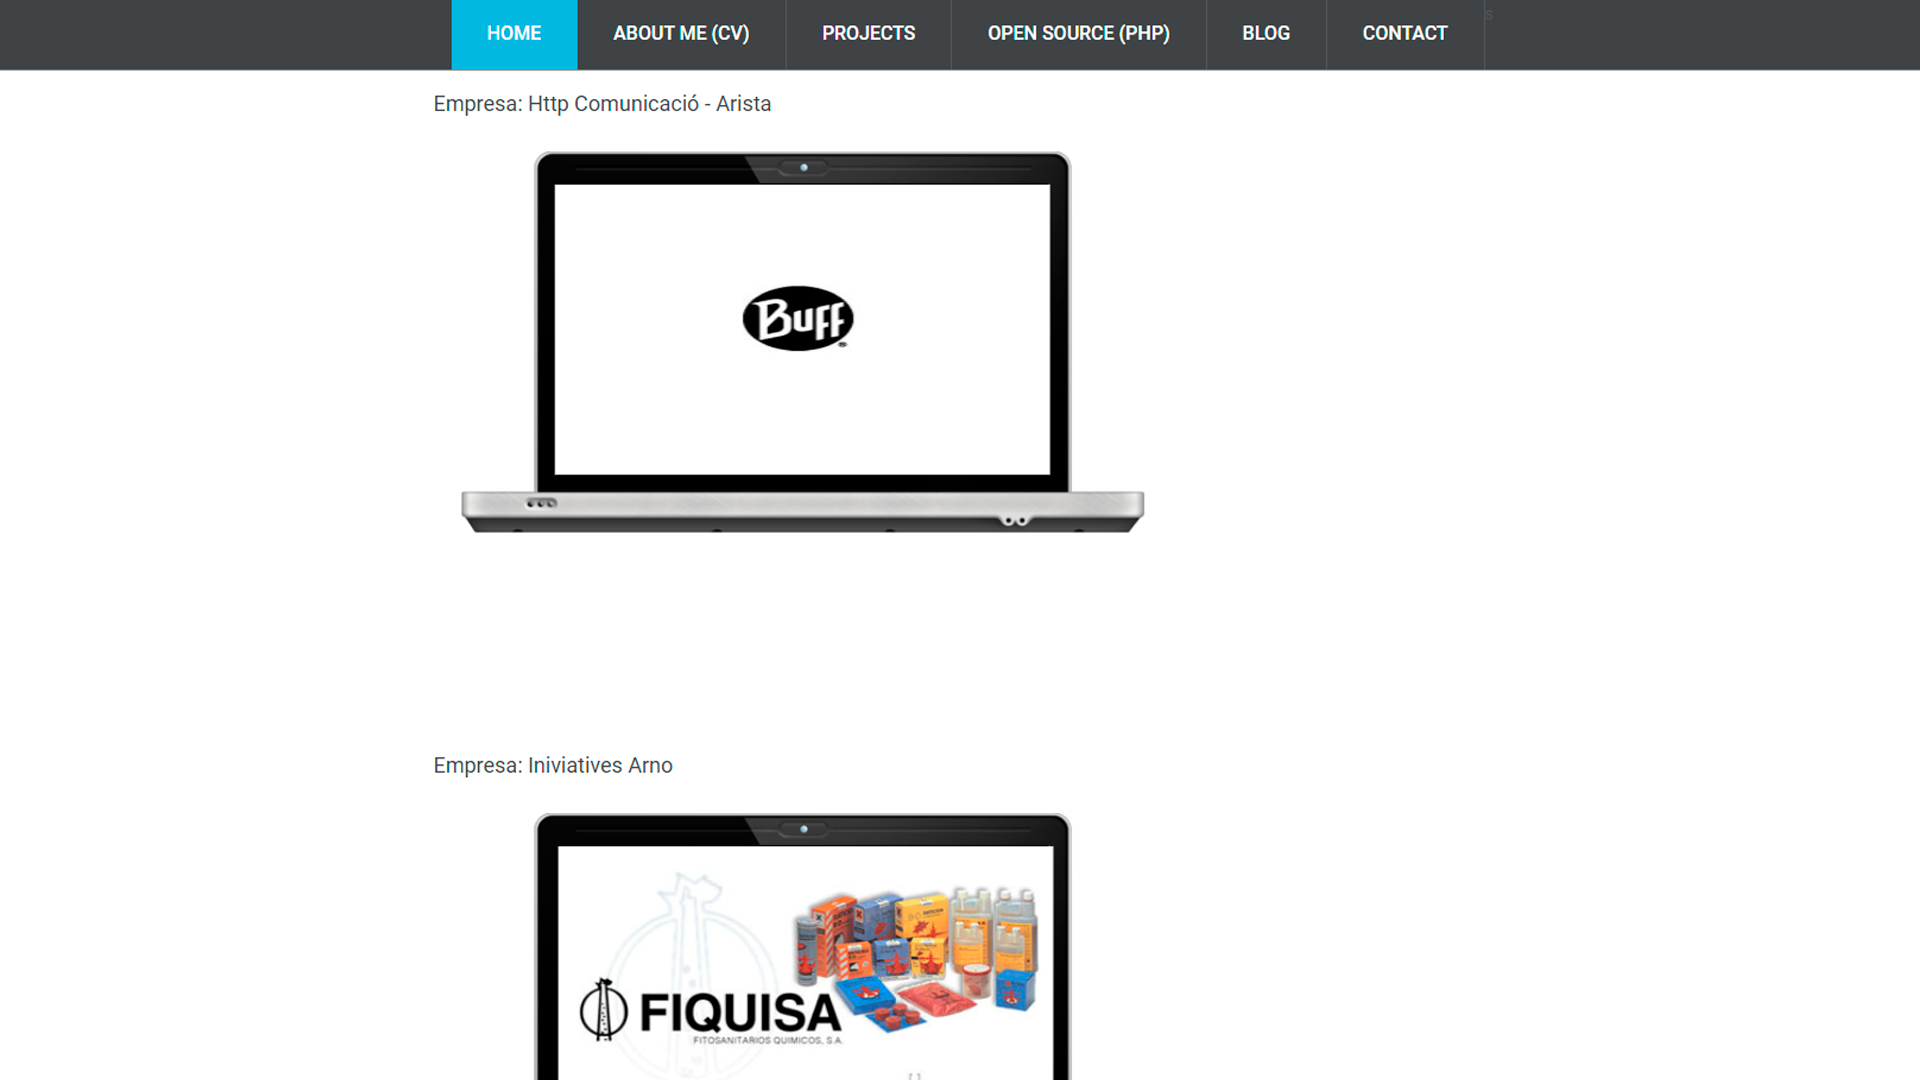 HOME
ABOUT ME (CV)
PROJECTS
OPEN SOURCE (PHP)
BLOG
CONTACT
s
Empresa: Http Comunicació - Arista
BUFF
®
Empresa: Iniviatives Arno
FIQUISA
FITOSANITARIOS QUIMICOS, S.A.